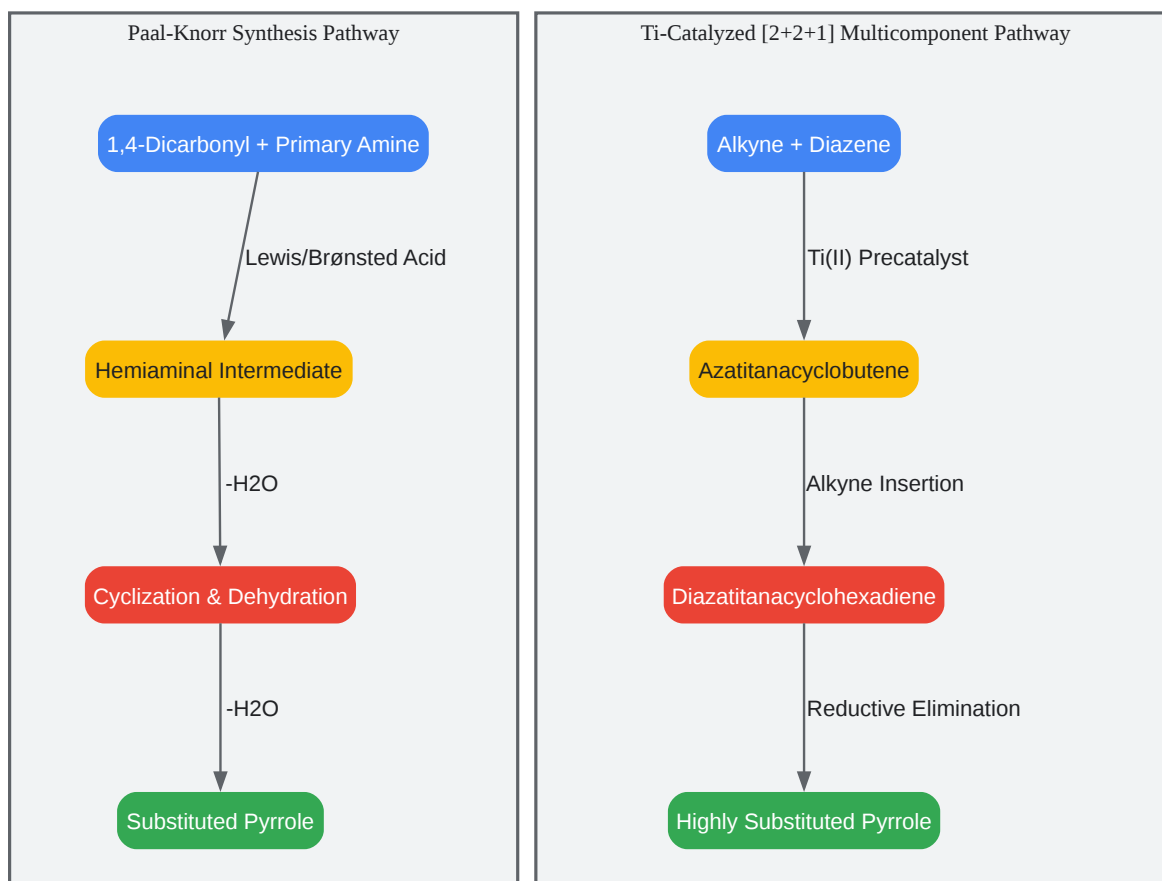 Paal-Knorr Synthesis Pathway
1,4-Dicarbonyl + Primary Amine
Lewis/Brønsted Acid
Hemiaminal Intermediate
-H2O
Cyclization & Dehydration
-H2O
Substituted Pyrrole
Ti-Catalyzed [2+2+1] Multicomponent Pathway
Alkyne + Diazene
Ti(II) Precatalyst
Azatitanacyclobutene
Alkyne Insertion
Diazatitanacyclohexadiene
Reductive Elimination
Highly Substituted Pyrrole